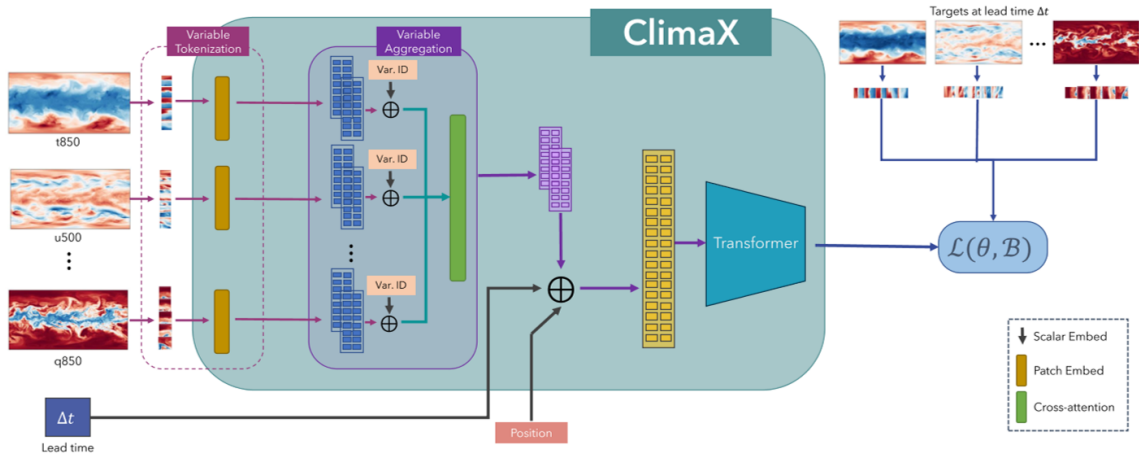 Variable
Tokenization
Variable
Aggregation
ClimaX
Targets at lead time Δt
...
t850
u500
...
q850
Var. ID
Var. ID
...
Var. ID
Transformer
ℒ(θ, ℬ)
Δt
Lead time
Position
Scalar Embed
Patch Embed
Cross-attention